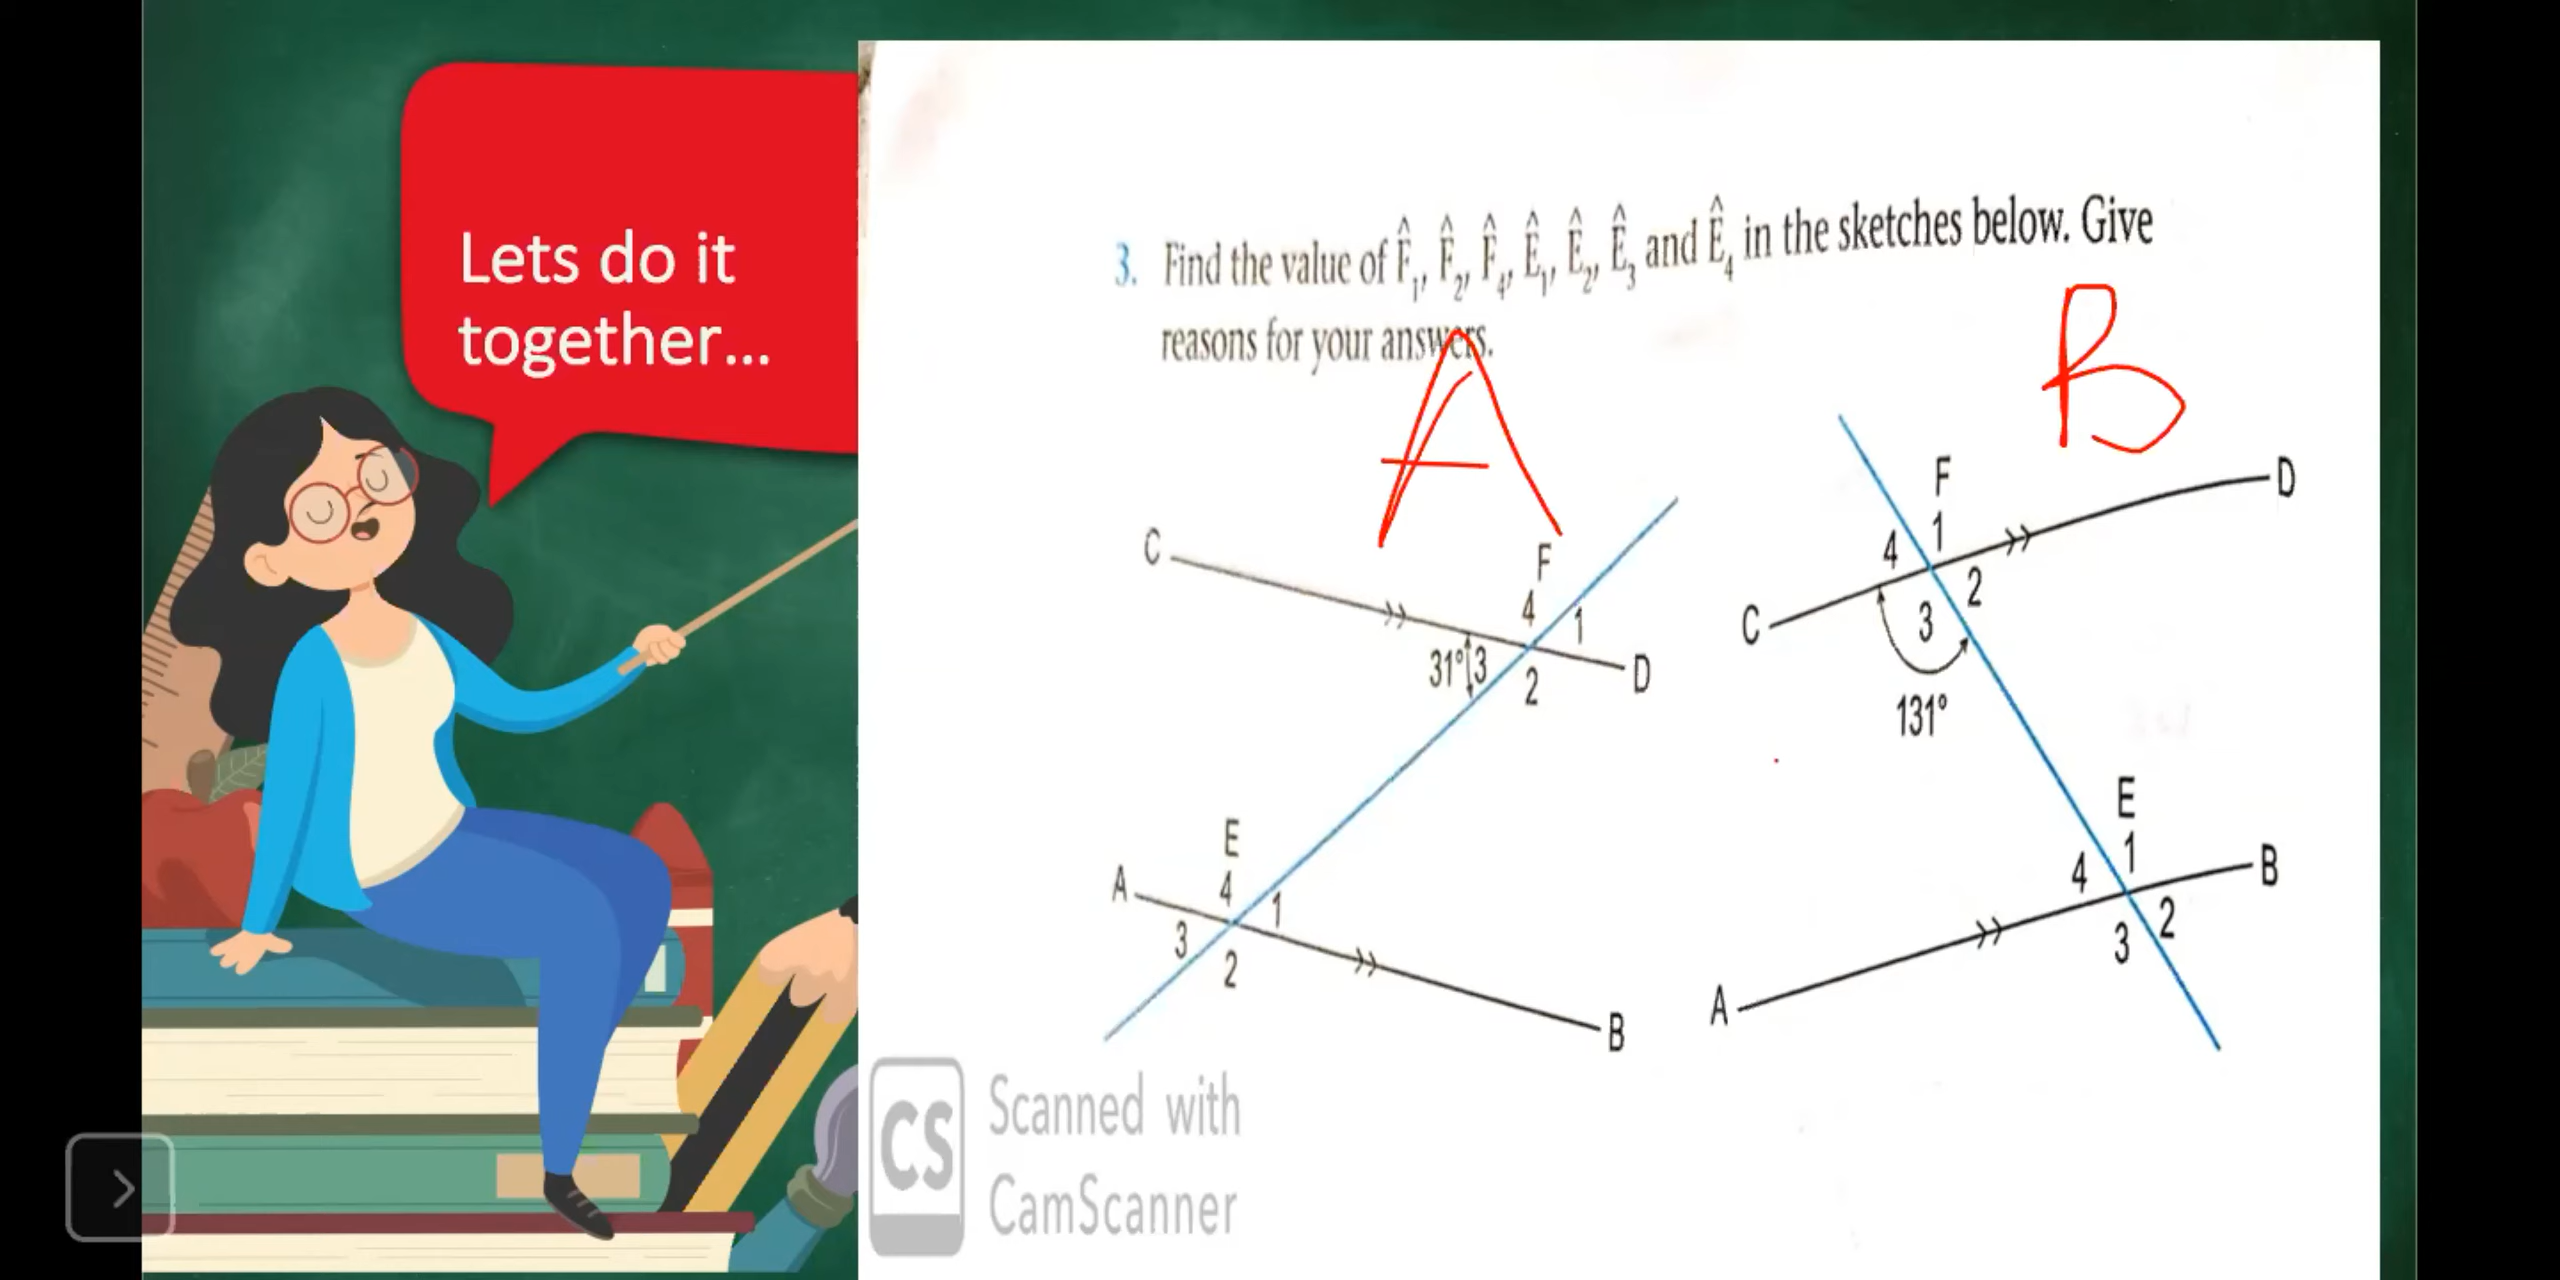 Lets do it
together...
3. Find the value of F̂₁, F̂₂, F̂₄, Ê₁, Ê₂, Ê₃ and Ê₄ in the sketches below. Give
reasons for your answers.
A
B
C
F
4
1
31°
3
2
D
E
A
4
1
3
2
B
F
D
4
1
C
3
2
131°
E
4
1
B
A
3
2
CS
Scanned with
CamScanner